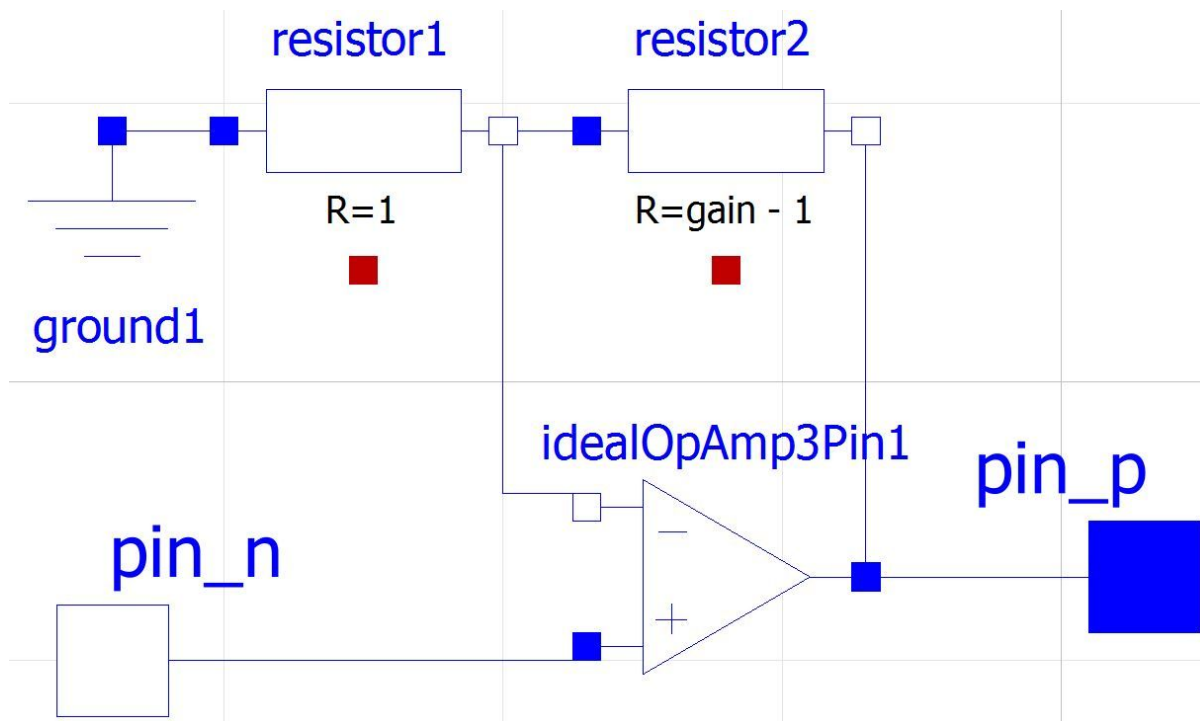 resistor1
resistor2
R=1
R=gain - 1
ground1
idealOpAmp3Pin1
pin_p
pin_n